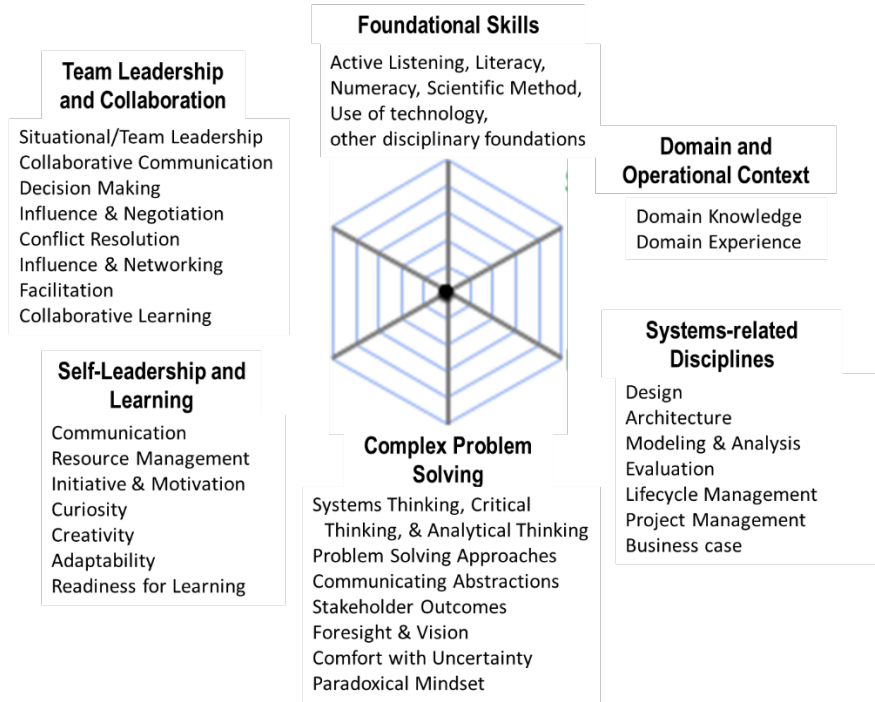 Foundational Skills
Active Listening, Literacy,
Numeracy, Scientific Method,
Use of technology,
other disciplinary foundations
Team Leadership
and Collaboration
Situational/Team Leadership
Collaborative Communication
Decision Making
Influence & Negotiation
Conflict Resolution
Influence & Networking
Facilitation
Collaborative Learning
Domain and
Operational Context
Domain Knowledge
Domain Experience
Self-Leadership and
Learning
Communication
Resource Management
Initiative & Motivation
Curiosity
Creativity
Adaptability
Readiness for Learning
Complex Problem
Solving
Systems Thinking, Critical
Thinking, & Analytical Thinking
Problem Solving Approaches
Communicating Abstractions
Stakeholder Outcomes
Foresight & Vision
Comfort with Uncertainty
Paradoxical Mindset
Systems-related
Disciplines
Design
Architecture
Modeling & Analysis
Evaluation
Lifecycle Management
Project Management
Business case